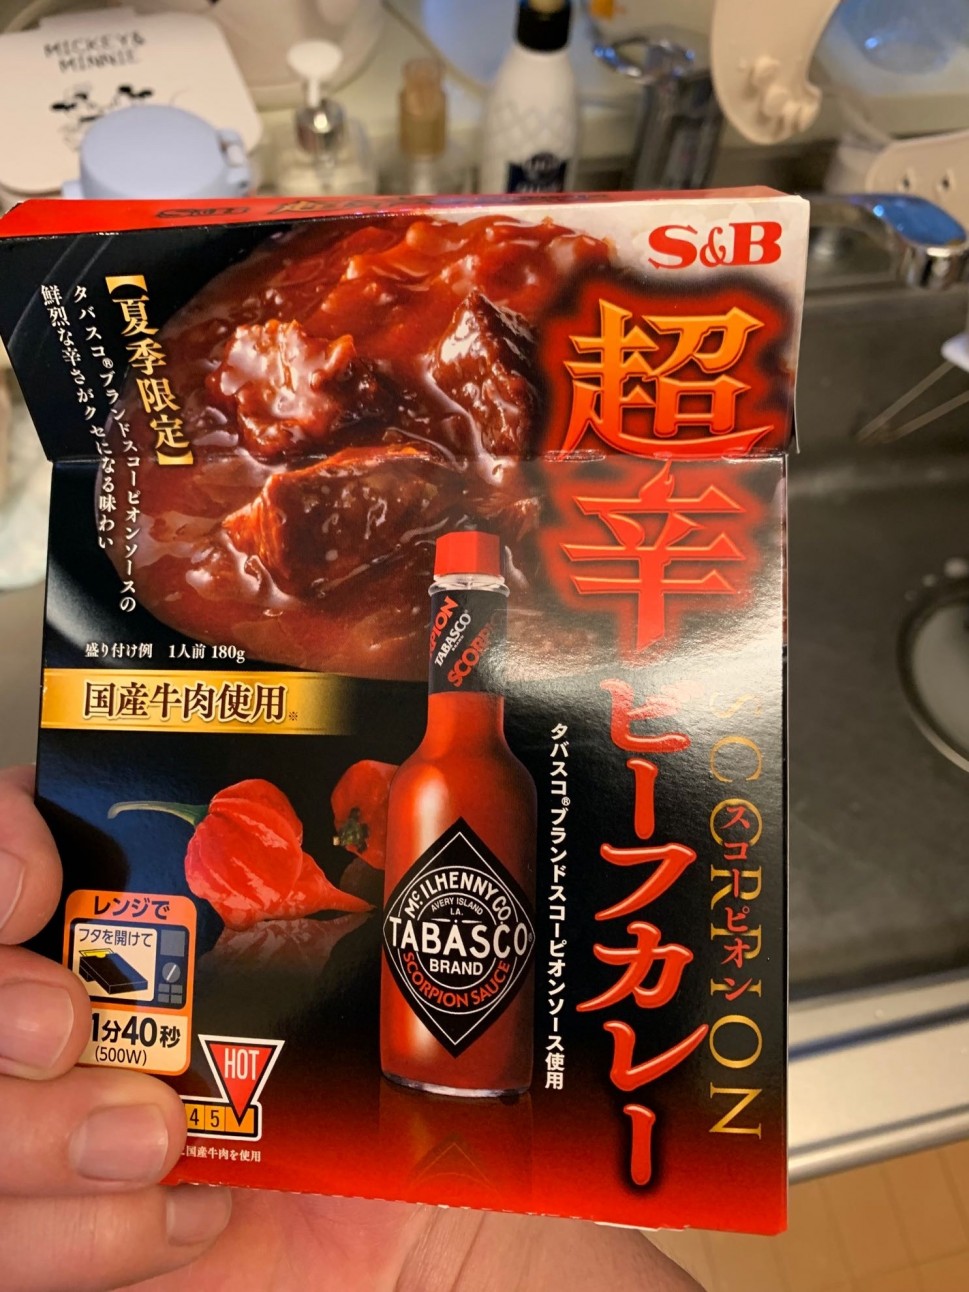 MICKEY&
MINNIE
S&B
超辛ビーフカレー
SCORPION
スコーピオン
【夏季限定】
タバスコ®ブランドスコーピオンソースの
鮮烈な辛さがクセになる味わい
盛り付け例 1人前 180g
国産牛肉使用※
タバスコ®ブランドスコーピオンソース使用
TABASCO
SCORP
McILHENNY CO
AVERY ISLAND
LA.
TABASCO®
BRAND
SCORPION SAUCE
レンジで
フタを開けて
1分40秒
(500W)
HOT
4 5
国産牛肉を使用